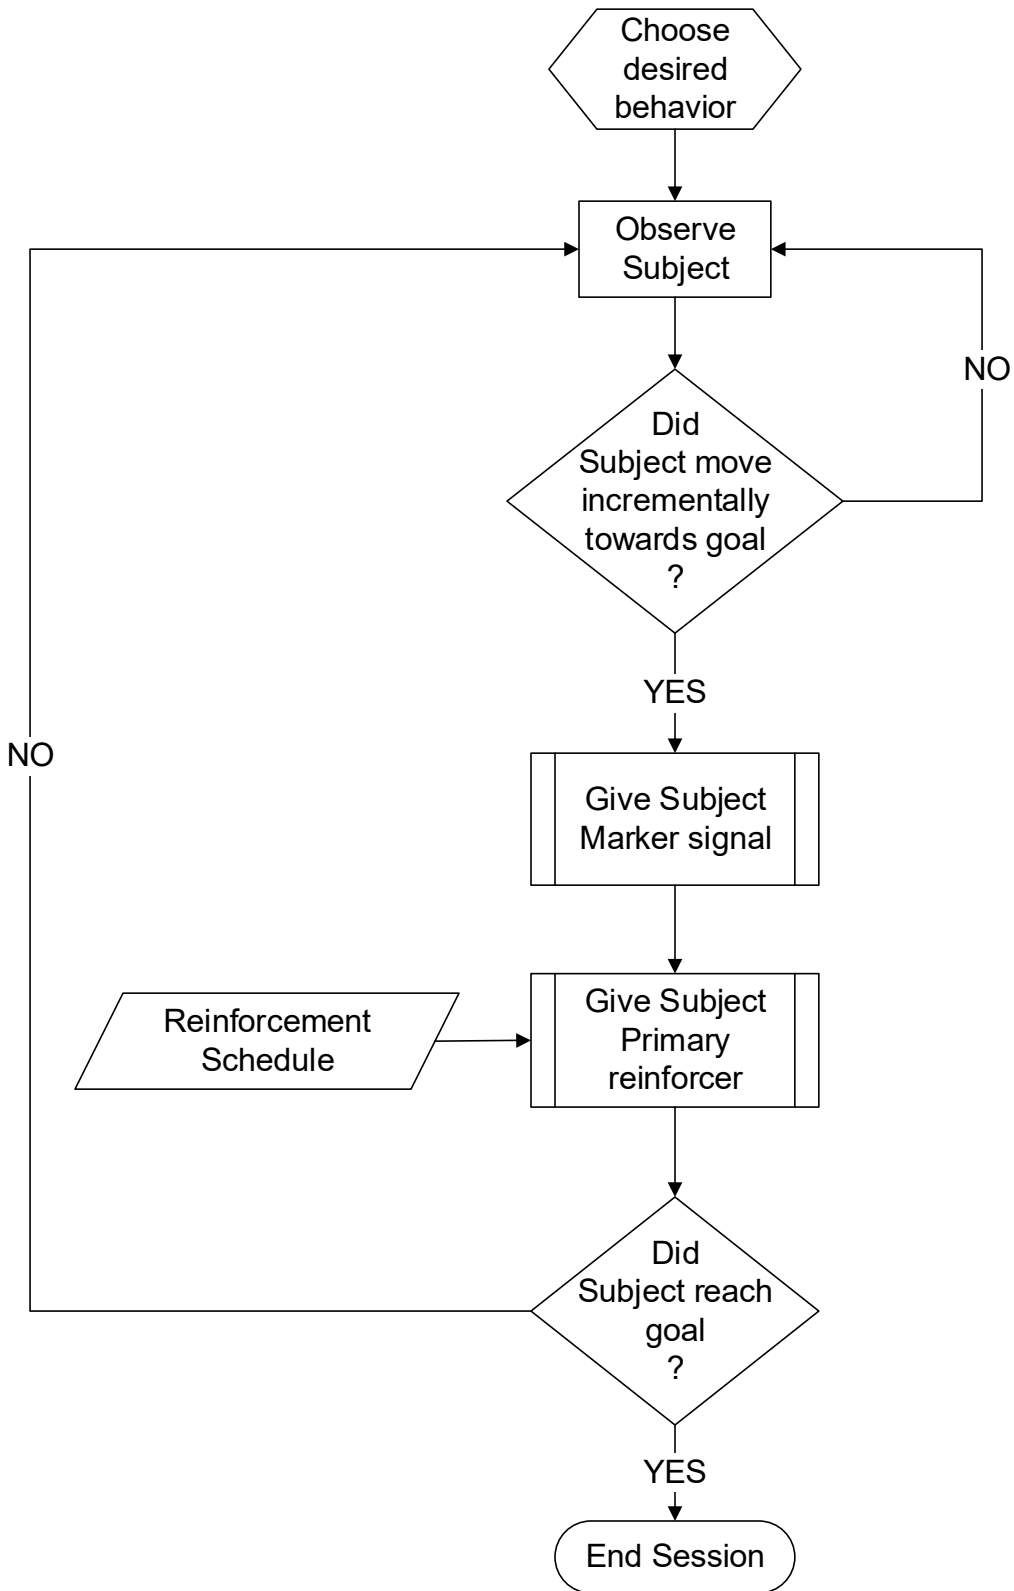 Choose
desired
behavior
Observe
Subject
NO
Did
Subject move
incrementally
towards goal
?
YES
NO
Give Subject
Marker signal
Reinforcement
Schedule
Give Subject
Primary
reinforcer
Did
Subject reach
goal
?
YES
End Session